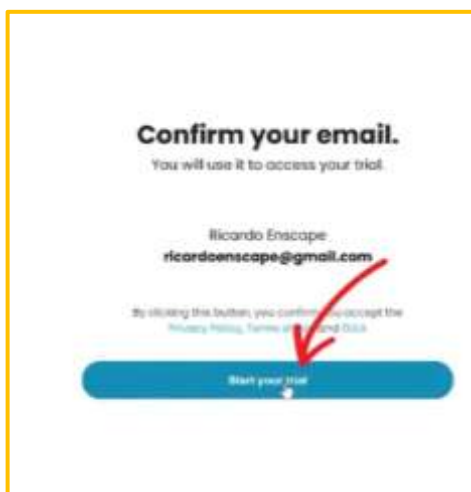 Confirm your email.
You will use it to access your trial.
Ricardo Enscape
ricardoenscape@gmail.com
By clicking this button, you confirm you accept the
Privacy Policy, Terms and
Start your trial